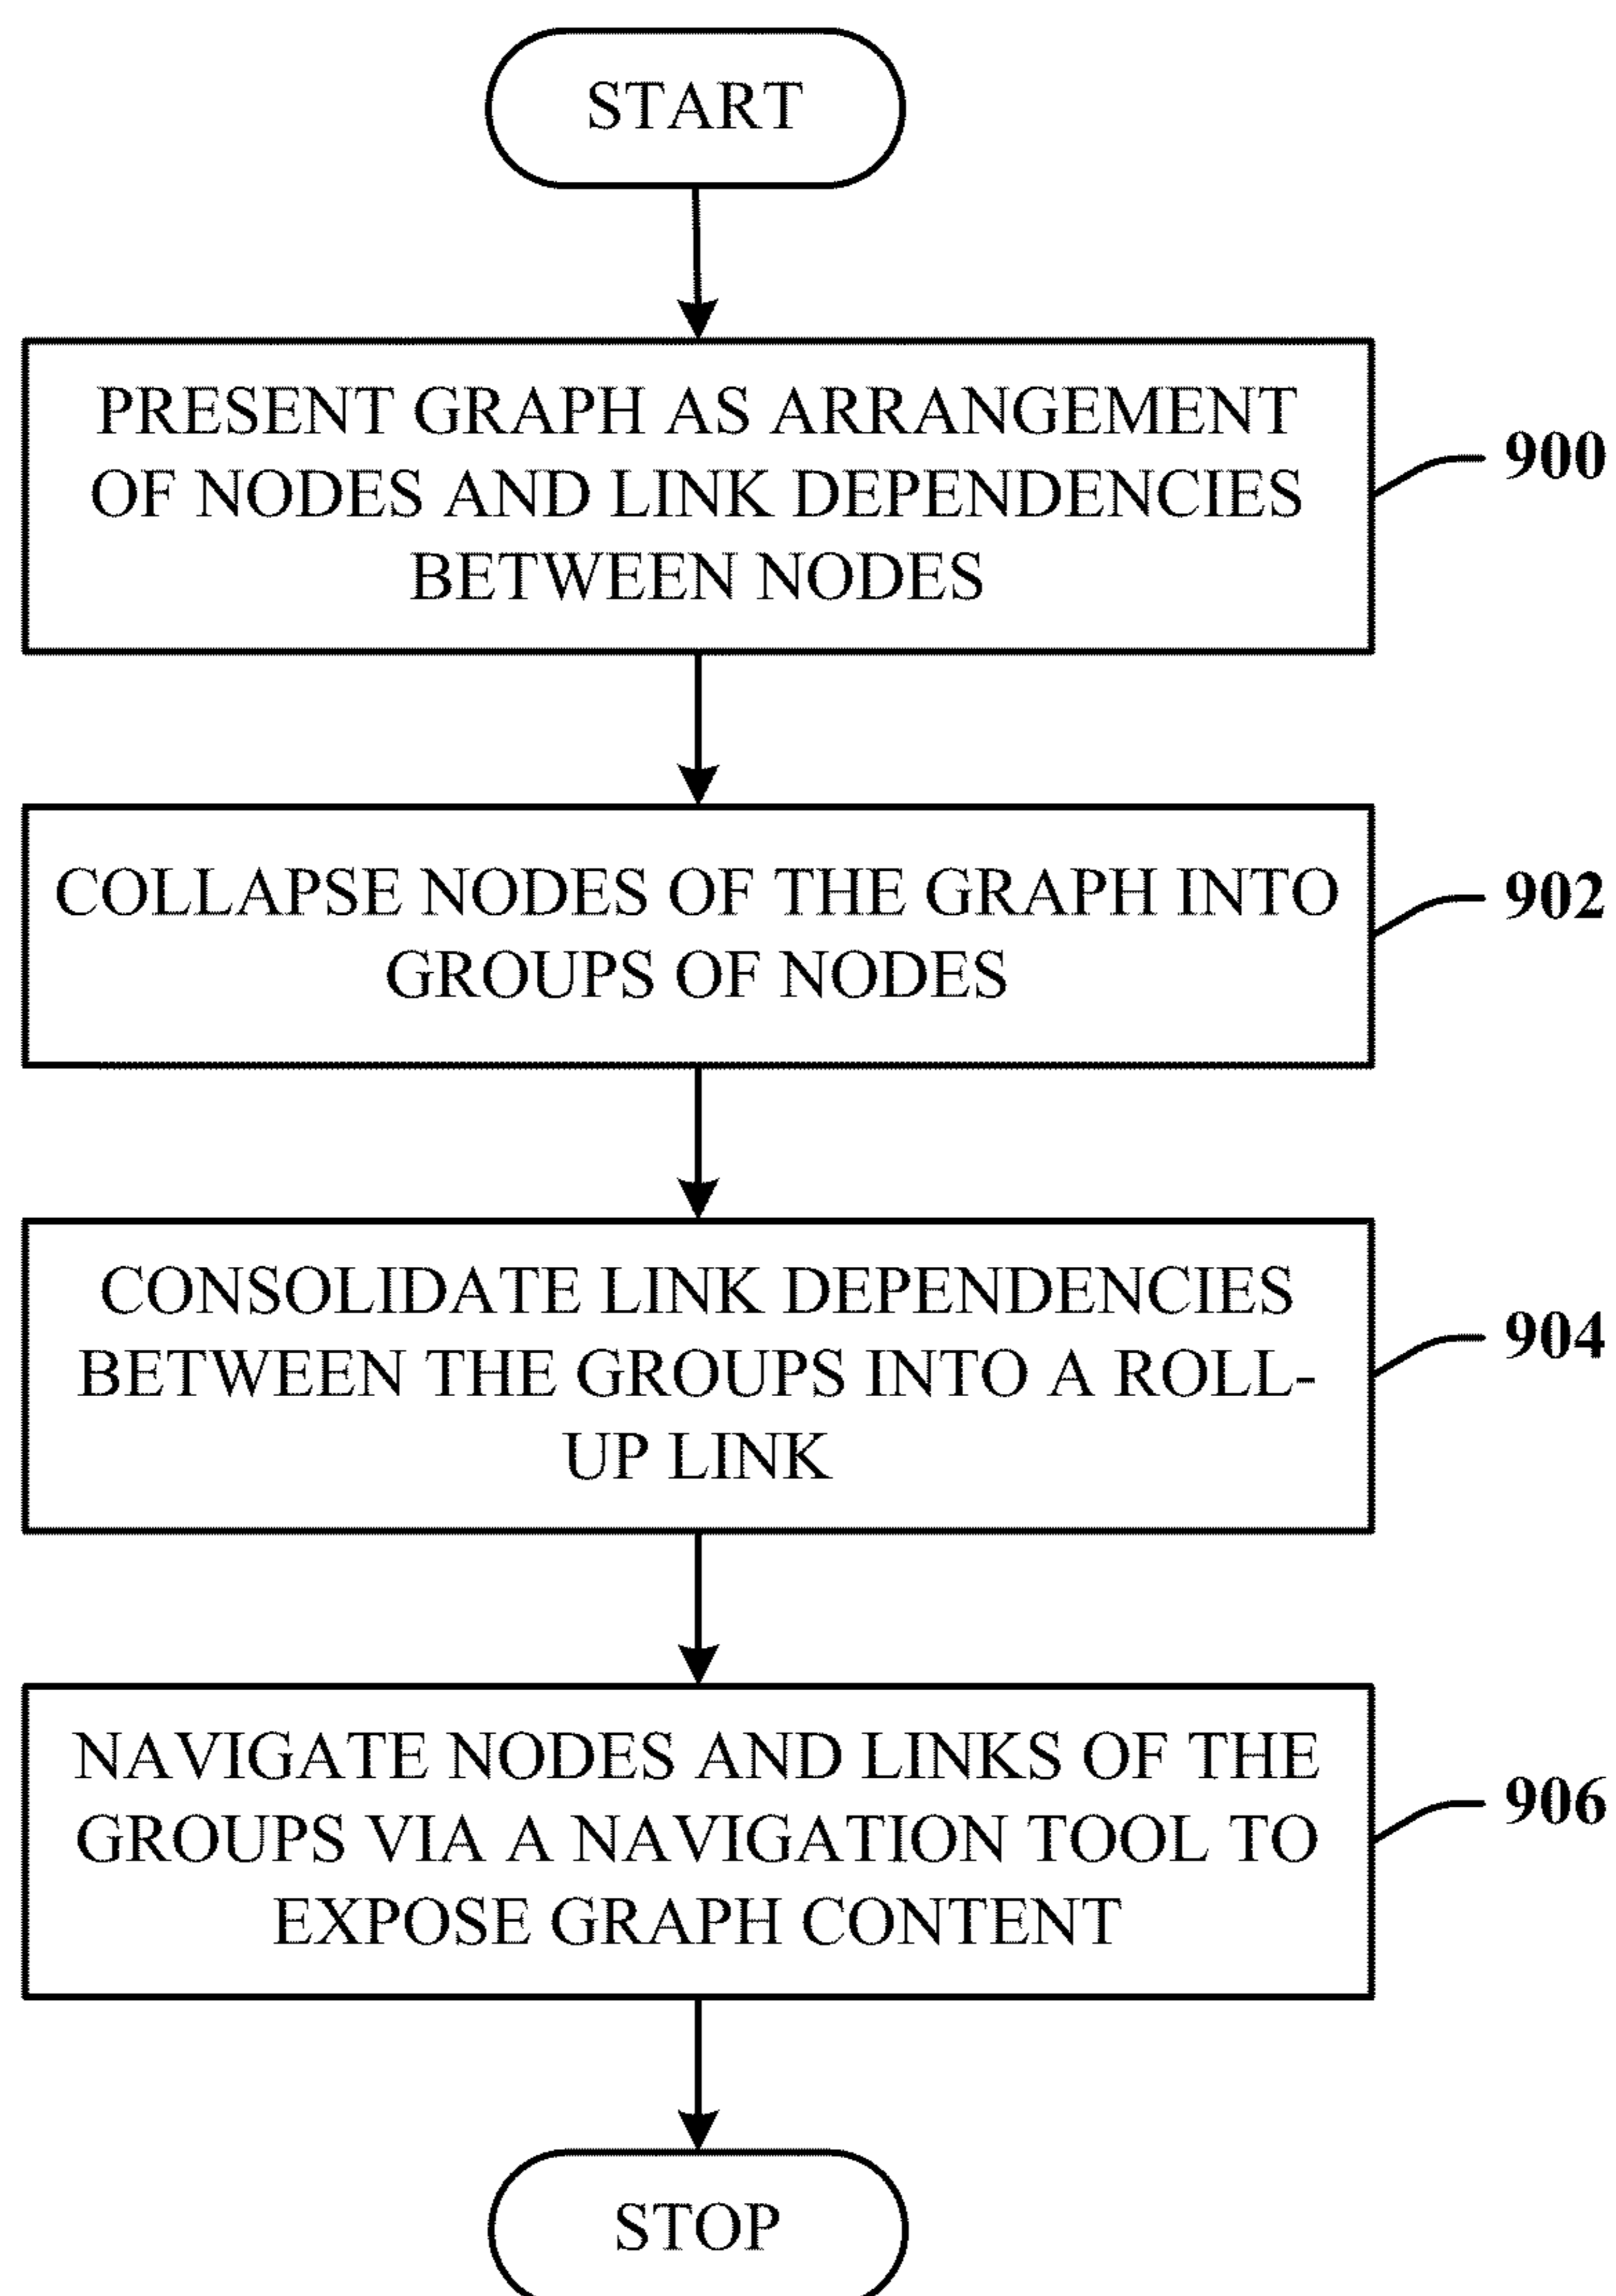 START
PRESENT GRAPH AS ARRANGEMENT
OF NODES AND LINK DEPENDENCIES
BETWEEN NODES
900
COLLAPSE NODES OF THE GRAPH INTO
GROUPS OF NODES
902
CONSOLIDATE LINK DEPENDENCIES
BETWEEN THE GROUPS INTO A ROLL-
UP LINK
904
NAVIGATE NODES AND LINKS OF THE
GROUPS VIA A NAVIGATION TOOL TO
EXPOSE GRAPH CONTENT
906
STOP